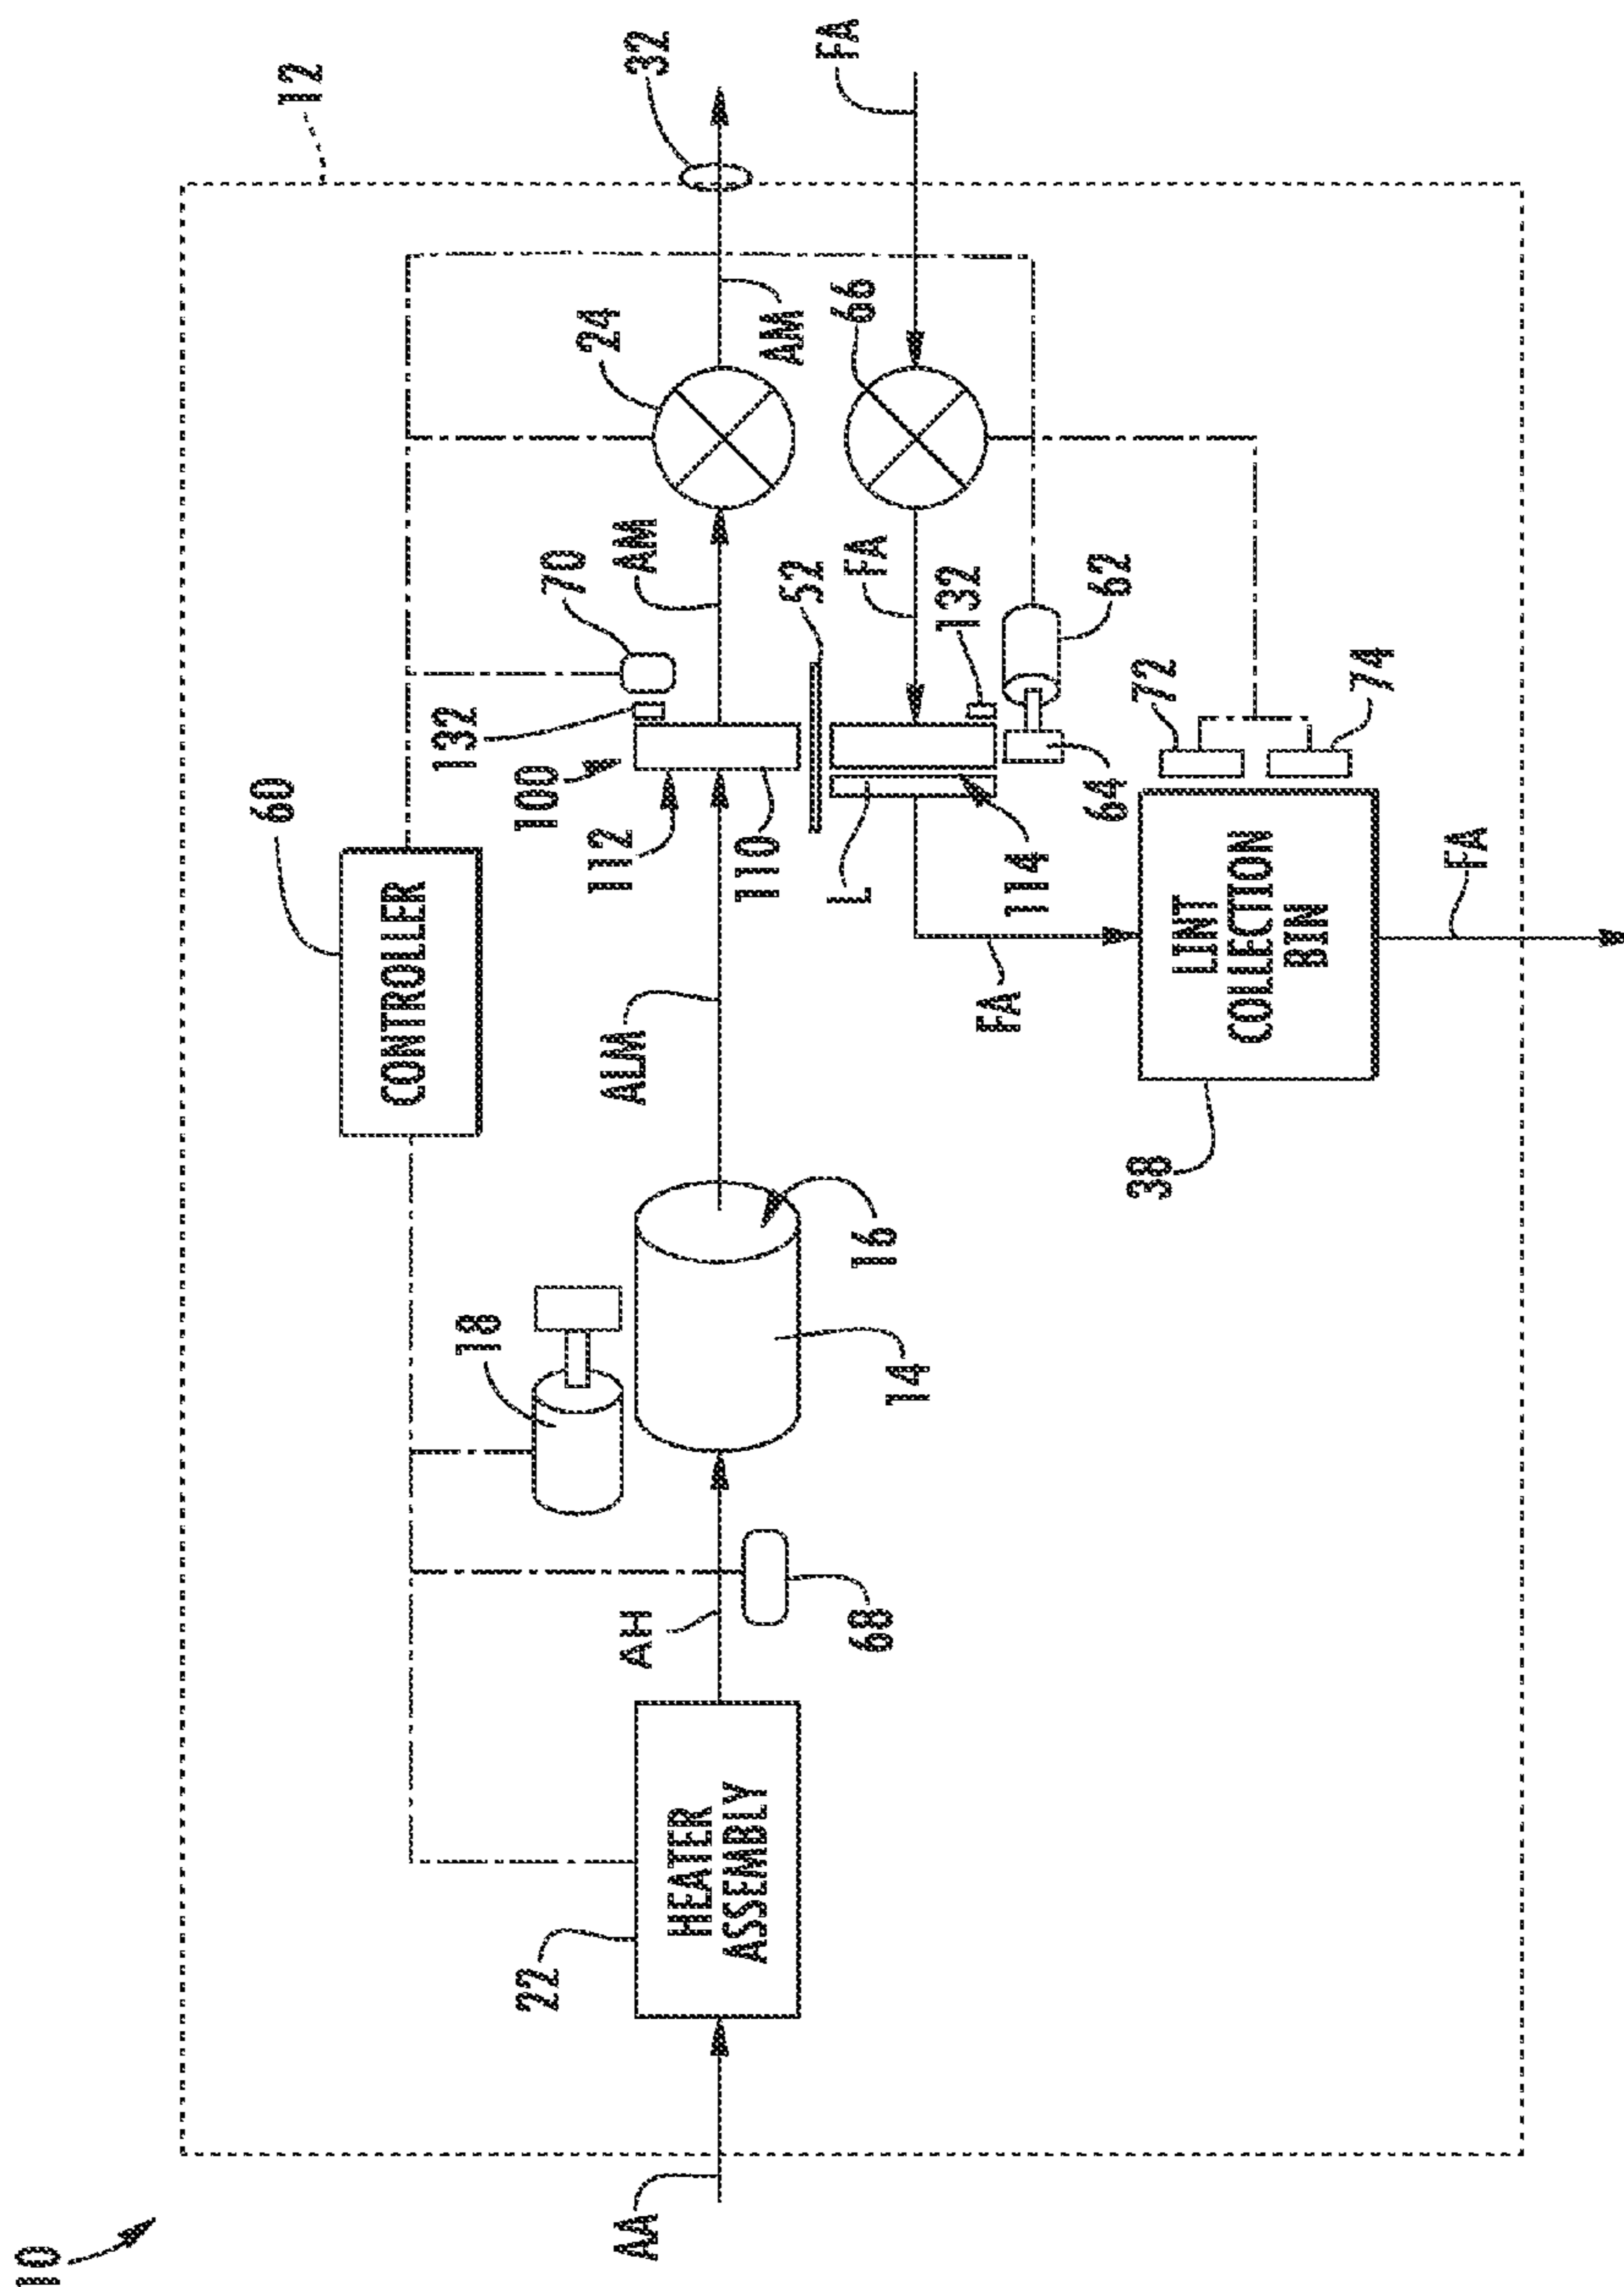 10
12
60
CONTROLLER
132
18
100
70
22
24
112
AA
AH
ALM
AM
32
HEATER
ASSEMBLY
110
AM
52
L
66
FA
FA
68
16
14
132
FA
114
64
62
38
72
LINT
COLLECTION
BIN
74
FA